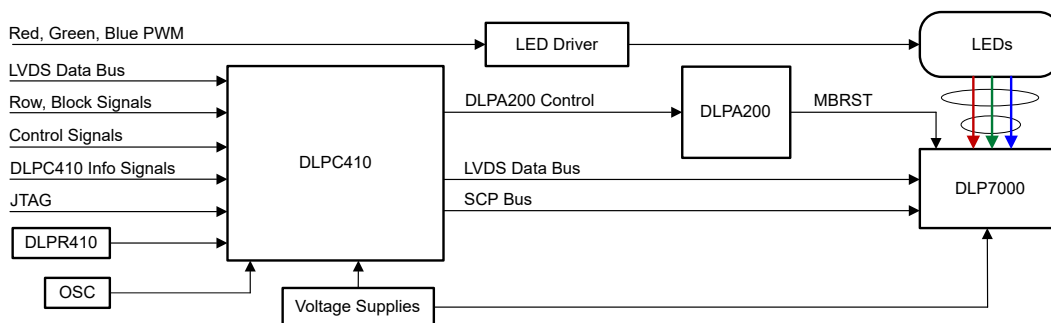 Red, Green, Blue PWM
LED Driver
LEDs
LVDS Data Bus
Row, Block Signals
Control Signals
DLPC410 Info Signals
JTAG
DLPR410
OSC
DLPC410
DLPA200 Control
DLPA200
MBRST
LVDS Data Bus
SCP Bus
DLP7000
Voltage Supplies